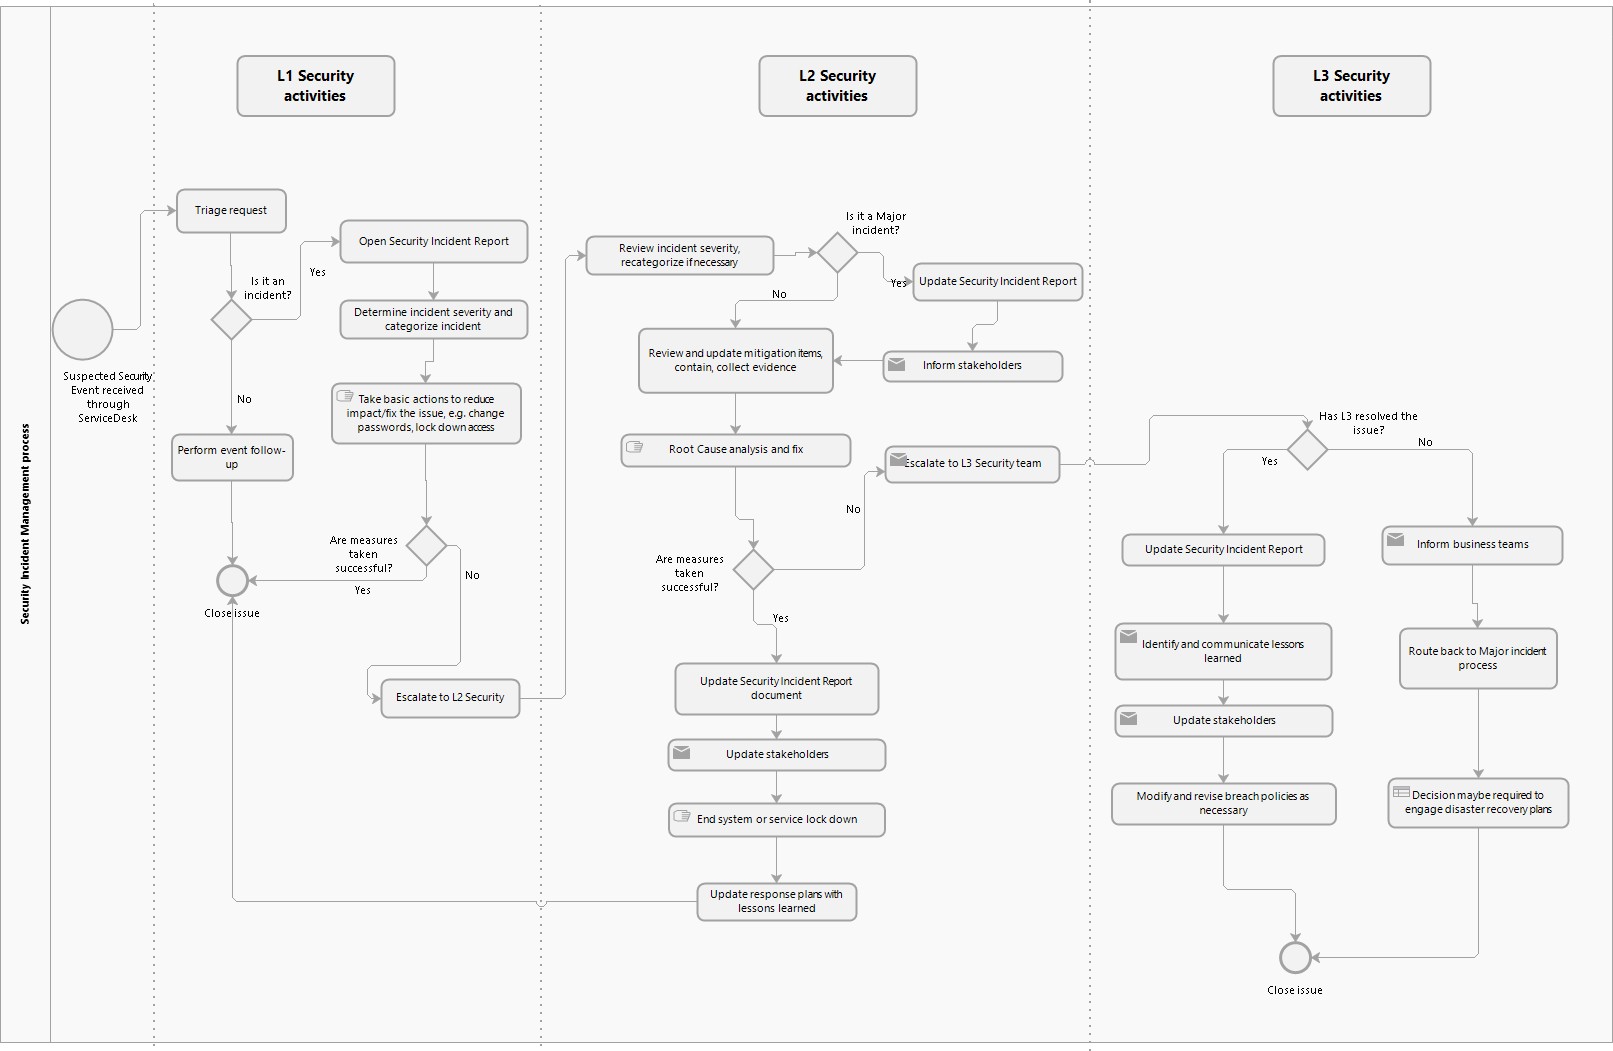 Security Incident Management process
L1 Security
activities
L2 Security
activities
L3 Security
activities
Suspected Security
Event received
through
ServiceDesk
Triage request
Is it an
incident?
Yes
No
Perform event follow-
up
Close issue
Open Security Incident Report
Determine incident severity and
categorize incident
Take basic actions to reduce
impact/fix the issue, e.g. change
passwords, lock down access
Are measures
taken
successful?
Yes
No
Escalate to L2 Security
Review incident severity,
recategorize if necessary
Is it a Major
incident?
Yes
No
Update Security Incident Report
Inform stakeholders
Review and update mitigation items,
contain, collect evidence
Root Cause analysis and fix
Escalate to L3 Security team
No
Are measures
taken
successful?
Yes
Update Security Incident Report
document
Update stakeholders
End system or service lock down
Update response plans with
lessons learned
Has L3 resolved the
issue?
Yes
No
Update Security Incident Report
Identify and communicate lessons
learned
Update stakeholders
Modify and revise breach policies as
necessary
Inform business teams
Route back to Major incident
process
Decision maybe required to
engage disaster recovery plans
Close issue